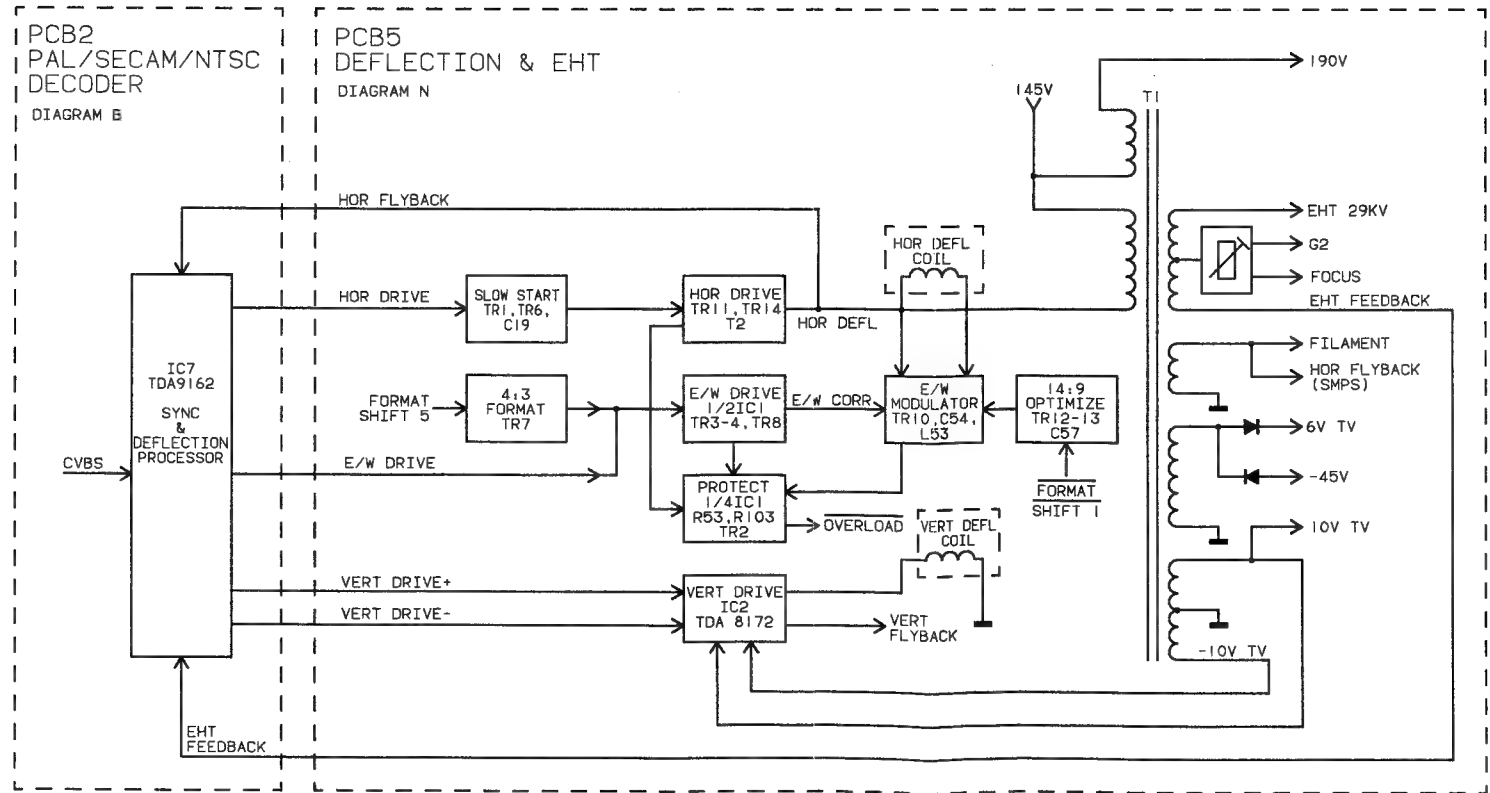 PCB2
PAL/SECAM/NTSC
DECODER
DIAGRAM B
PCB5
DEFLECTION & EHT
DIAGRAM N
190V
145V
T1
HOR FLYBACK
EHT 29KV
HOR DEFL
COIL
G2
FOCUS
EHT FEEDBACK
HOR DRIVE
SLOW START
TR1,TR6,
C19
HOR DRIVE
TR11,TR14
T2
HOR DEFL
FILAMENT
HOR FLYBACK
(SMPS)
IC7
TDA9162
SYNC
&
DEFLECTION
PROCESSOR
FORMAT
SHIFT 5
4:3
FORMAT
TR7
E/W DRIVE
1/2IC1
TR3-4,TR8
E/W CORR
E/W
MODULATOR
TR10,C54,
L53
14:9
OPTIMIZE
TR12-13
C57
6V TV
CVBS
E/W DRIVE
PROTECT
1/4IC1
R53,R103
TR2
OVERLOAD
FORMAT
SHIFT 1
-45V
VERT DEFL
COIL
10V TV
VERT DRIVE+
VERT DRIVE-
VERT DRIVE
IC2
TDA 8172
VERT
FLYBACK
-10V TV
EHT
FEEDBACK